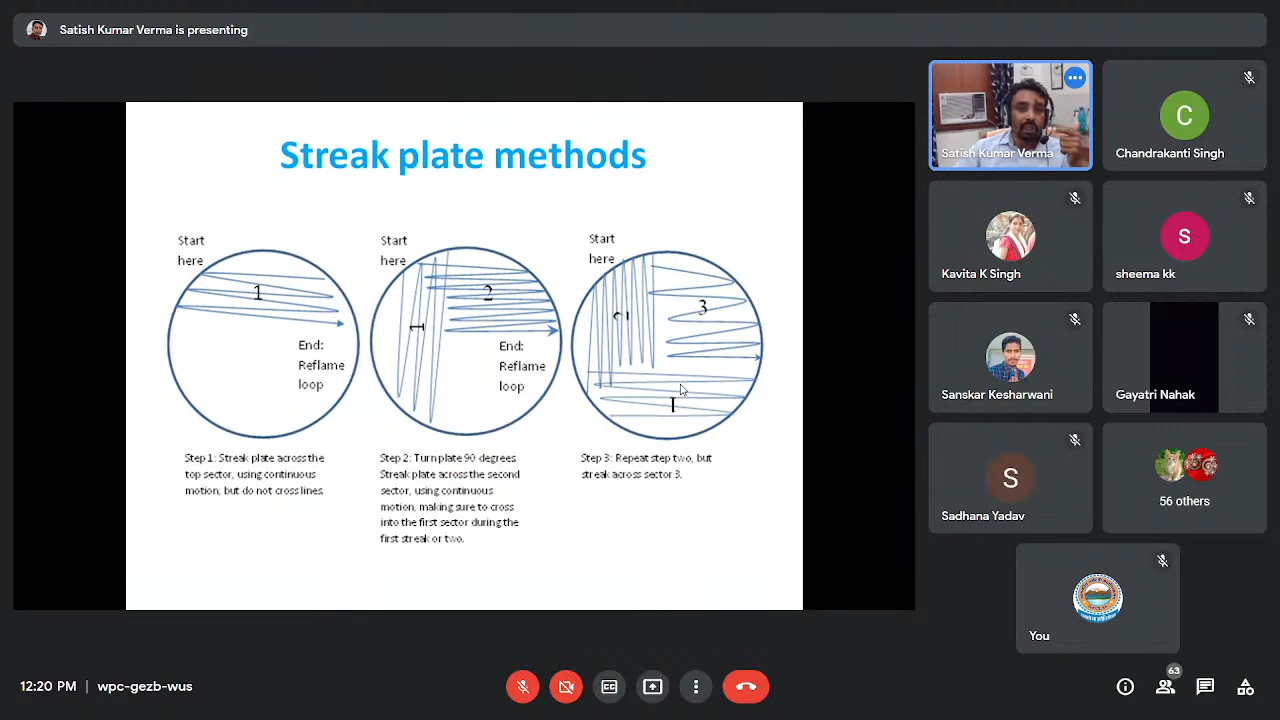 Satish Kumar Verma is presenting
Streak plate methods
Start
here
1
End:
Reflame
loop
Step 1: Streak plate across the
top sector, using continuous
motion, but do not cross lines.
Start
here
1
2
End:
Reflame
loop
Step 2: Turn plate 90 degrees.
Streak plate across the second
sector, using continuous
motion, making sure to cross
into the first sector during the
first streak or two.
Start
here
2
3
1
Step 3: Repeat step two, but
streak across sector 3.
Satish Kumar Verma
C
Chandrakanti Singh
Kavita K Singh
S
sheema kk
Sanskar Kesharwani
Gayatri Nahak
S
Sadhana Yadav
56 others
You
12:20 PM | wpc-gezb-wus
CC
63